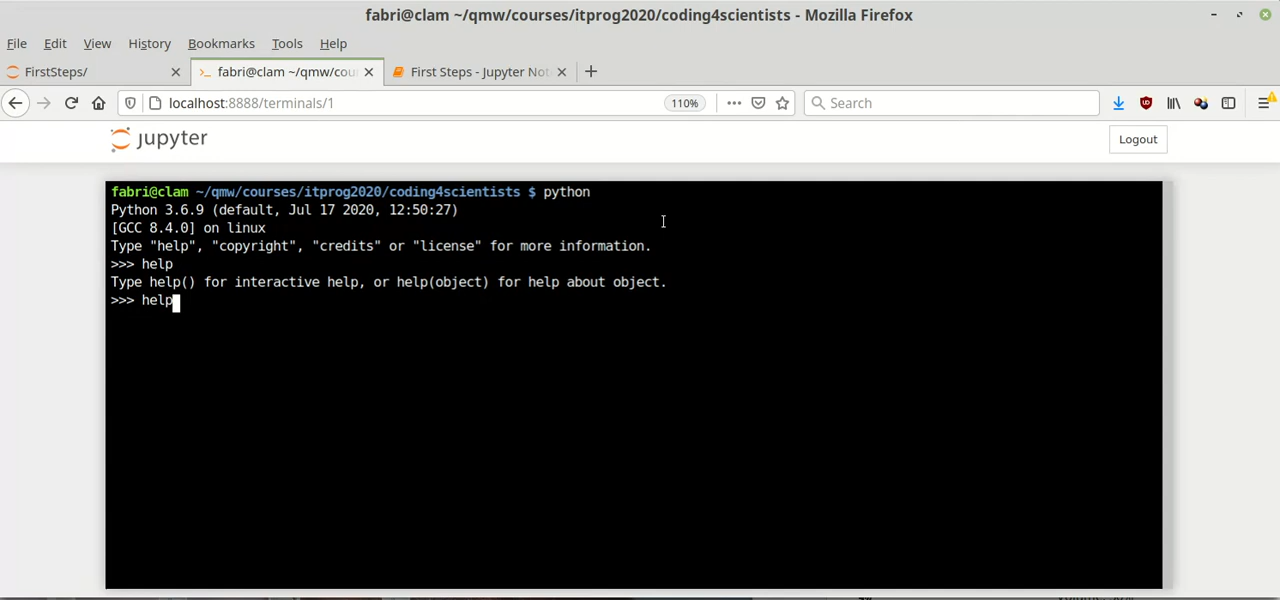 fabri@clam ~/qmw/courses/itprog2020/coding4scientists - Mozilla Firefox
File Edit View History Bookmarks Tools Help
FirstSteps/ fabri@clam ~/qmw/cou First Steps - Jupyter Not
localhost:8888/terminals/1 110% Search
jupyter Logout
fabri@clam ~/qmw/courses/itprog2020/coding4scientists $ python
Python 3.6.9 (default, Jul 17 2020, 12:50:27)
[GCC 8.4.0] on linux
Type "help", "copyright", "credits" or "license" for more information.
>>> help
Type help() for interactive help, or help(object) for help about object.
>>> help